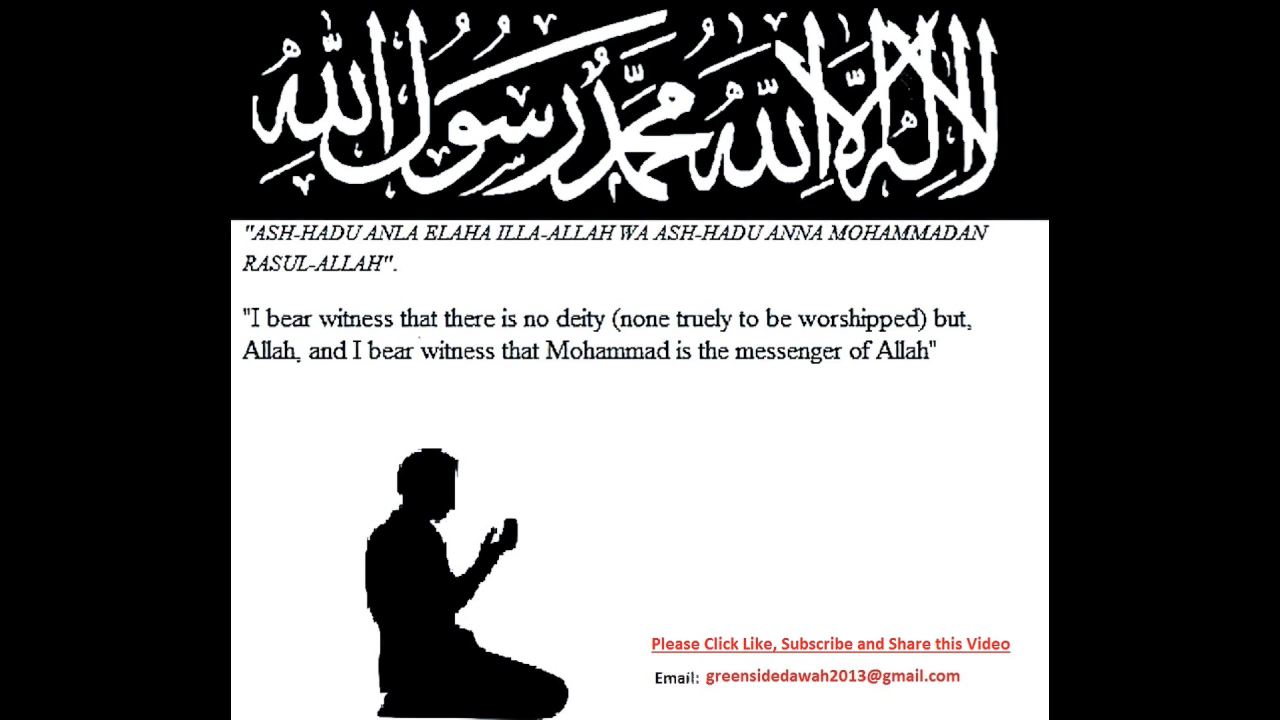 لا إله إلا الله محمد رسول الله
"ASH-HADU ANLA ELAHA ILLA-ALLAH WA ASH-HADU ANNA MOHAMMADAN
RASUL-ALLAH".
"I bear witness that there is no deity (none truely to be worshipped) but,
Allah, and I bear witness that Mohammad is the messenger of Allah"
Please Click Like, Subscribe and Share this Video
Email: greensidedawah2013@gmail.com